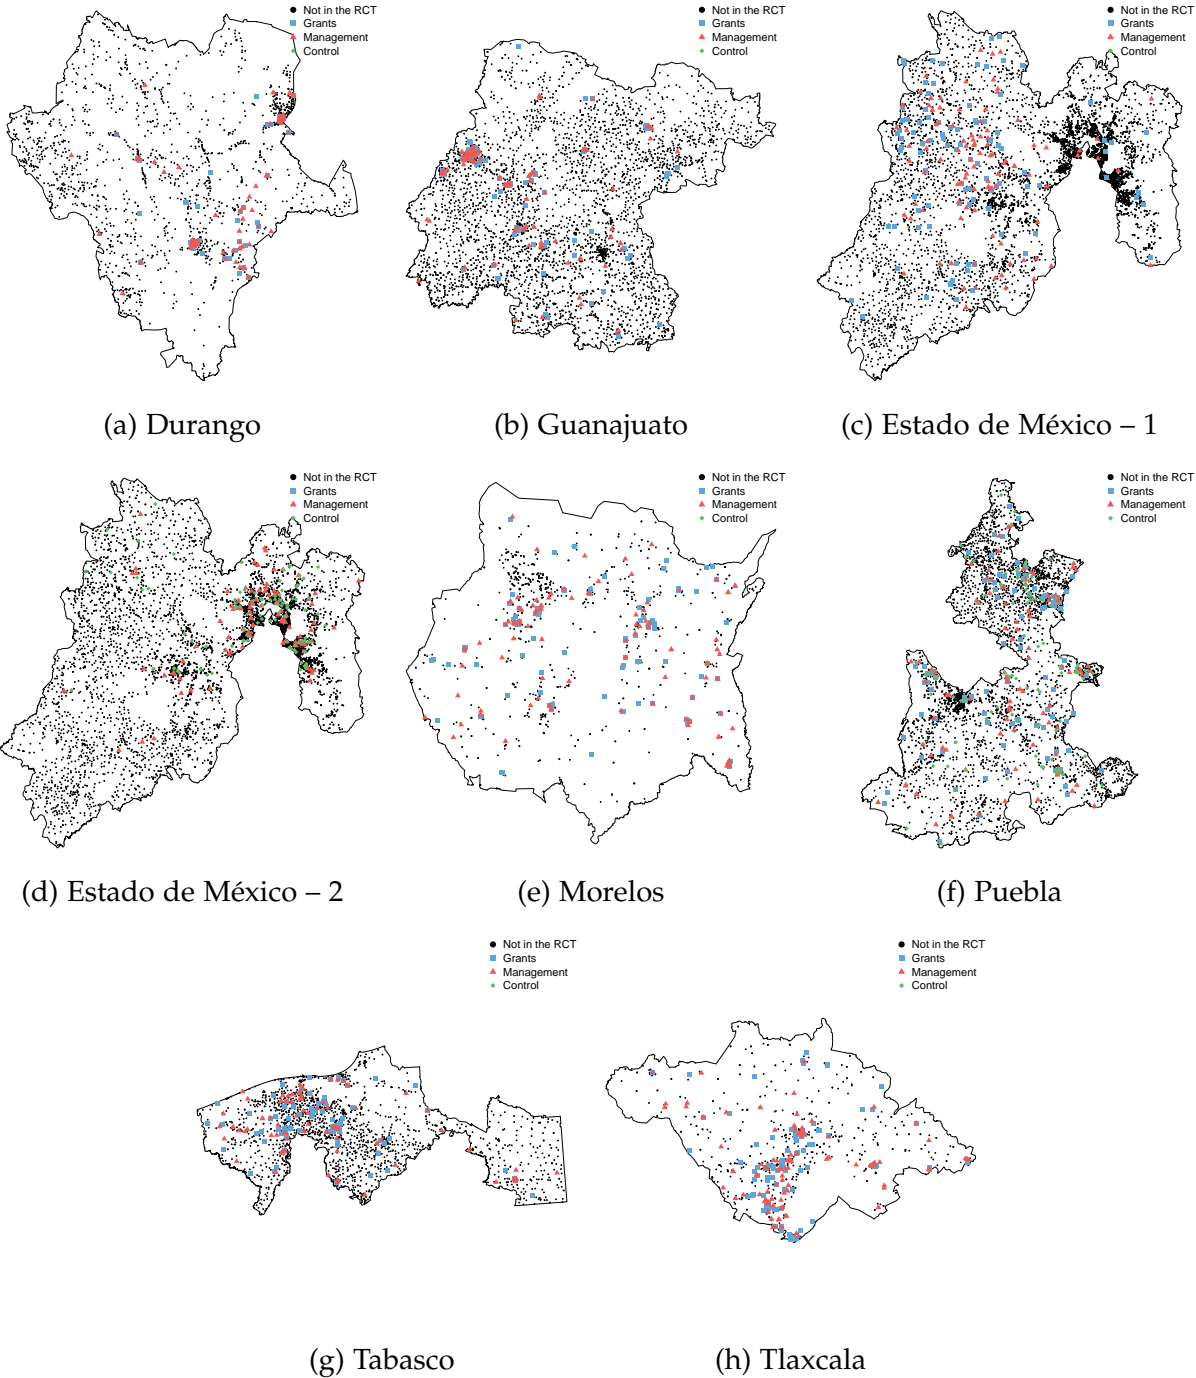 Not in the RCT
Grants
Management
Control
(a) Durango
Not in the RCT
Grants
Management
Control
(b) Guanajuato
Not in the RCT
Grants
Management
Control
(c) Estado de México – 1
Not in the RCT
Grants
Management
Control
(d) Estado de México – 2
Not in the RCT
Grants
Management
Control
(e) Morelos
Not in the RCT
Grants
Management
Control
(f) Puebla
Not in the RCT
Grants
Management
Control
(g) Tabasco
Not in the RCT
Grants
Management
Control
(h) Tlaxcala